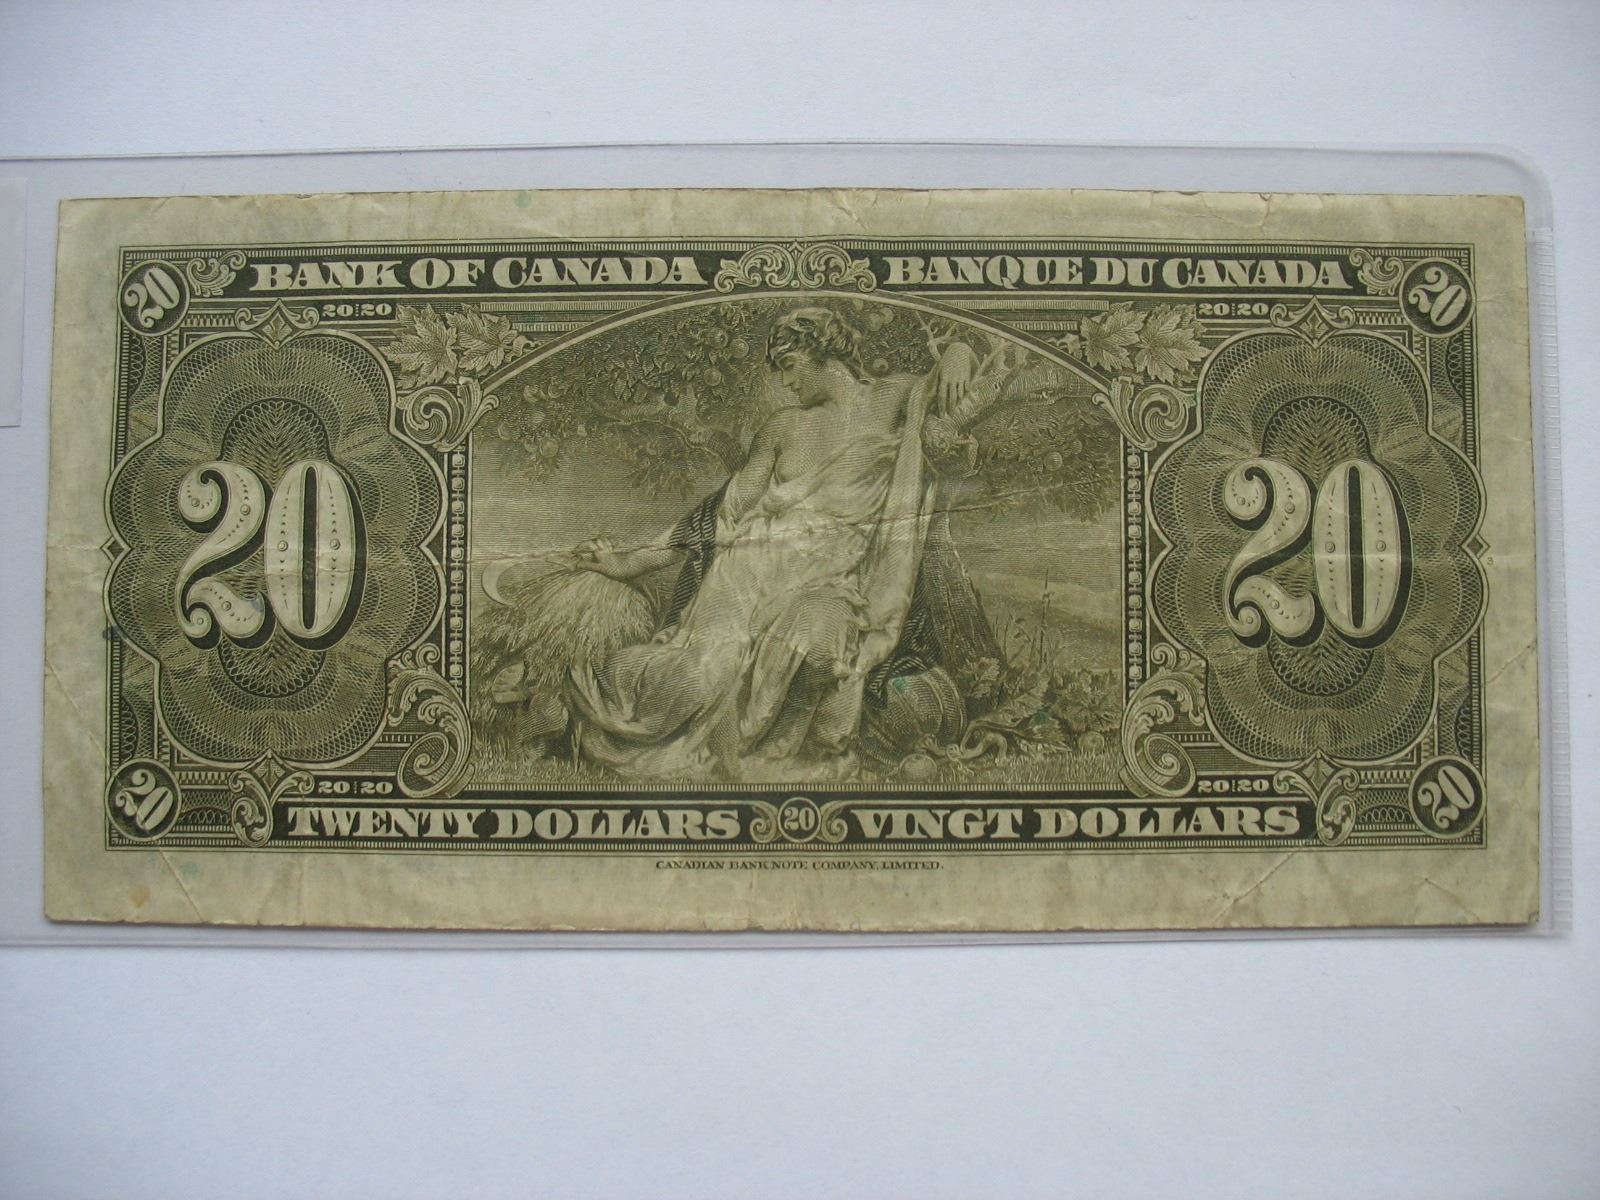 BANK OF CANADA BANQUE DU CANADA
20 20
20:20 20:20
20 20
3
20:20 20:20
20 20
TWENTY DOLLARS 20 VINGT DOLLARS
CANADIAN BANK NOTE COMPANY, LIMITED.